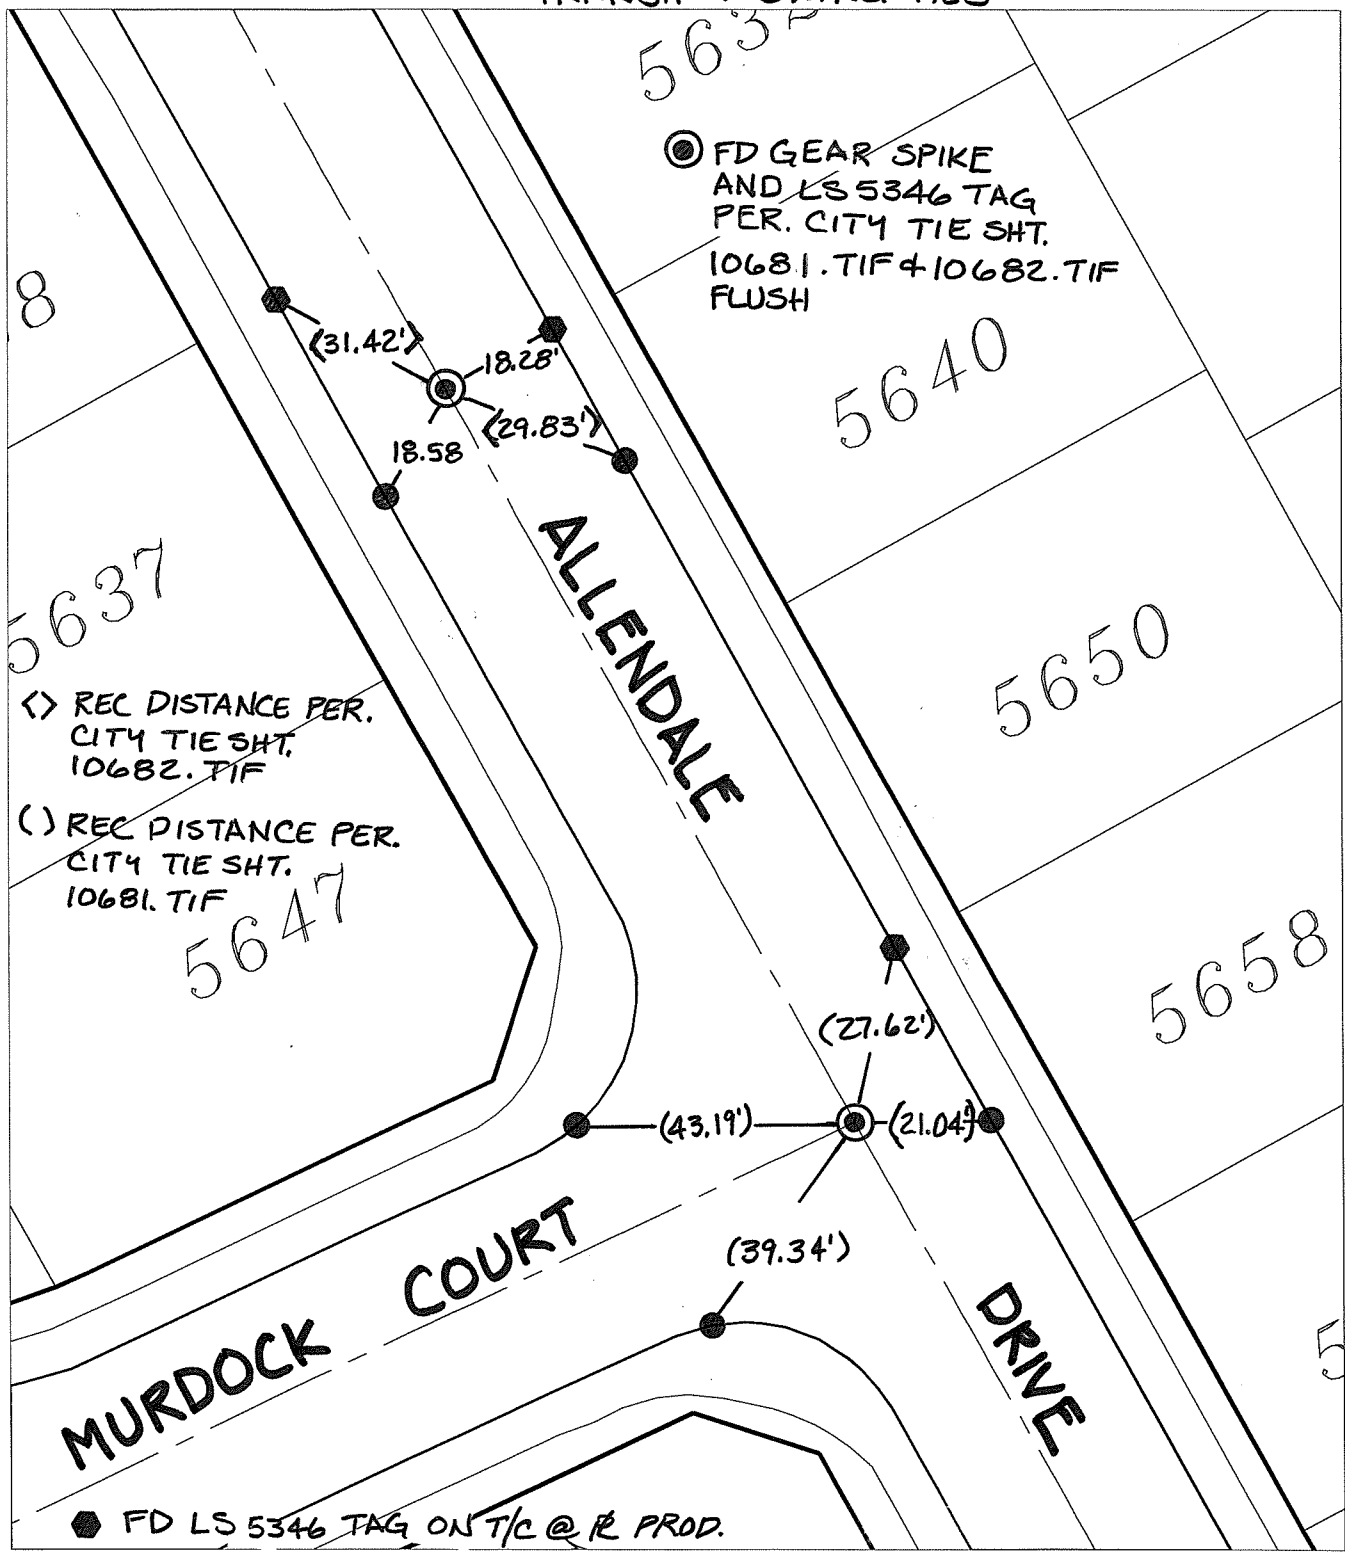 5632
FD GEAR SPIKE
AND LS 5346 TAG
PER. CITY TIE SHT.
10681.TIF & 10682.TIF
FLUSH
8
<(31.42')>
18.28'
<(29.83')>
18.58
5640
5637
ALLENDALE
5650
<> REC DISTANCE PER.
CITY TIE SHT.
10682.TIF
() REC DISTANCE PER.
CITY TIE SHT.
10681.TIF
5647
5658
(27.62')
(43.19')
(21.04')
(39.34')
MURDOCK COURT
DRIVE
5
FD LS 5346 TAG ON T/C @ PL PROD.